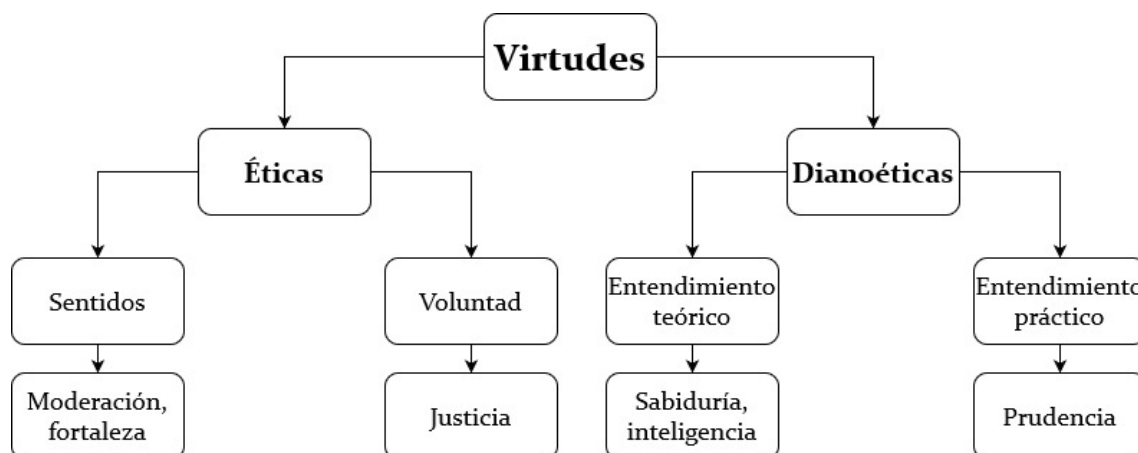 Virtudes
Éticas
Dianoéticas
Sentidos
Voluntad
Entendimiento
teórico
Entendimiento
práctico
Moderación,
fortaleza
Justicia
Sabiduría,
inteligencia
Prudencia